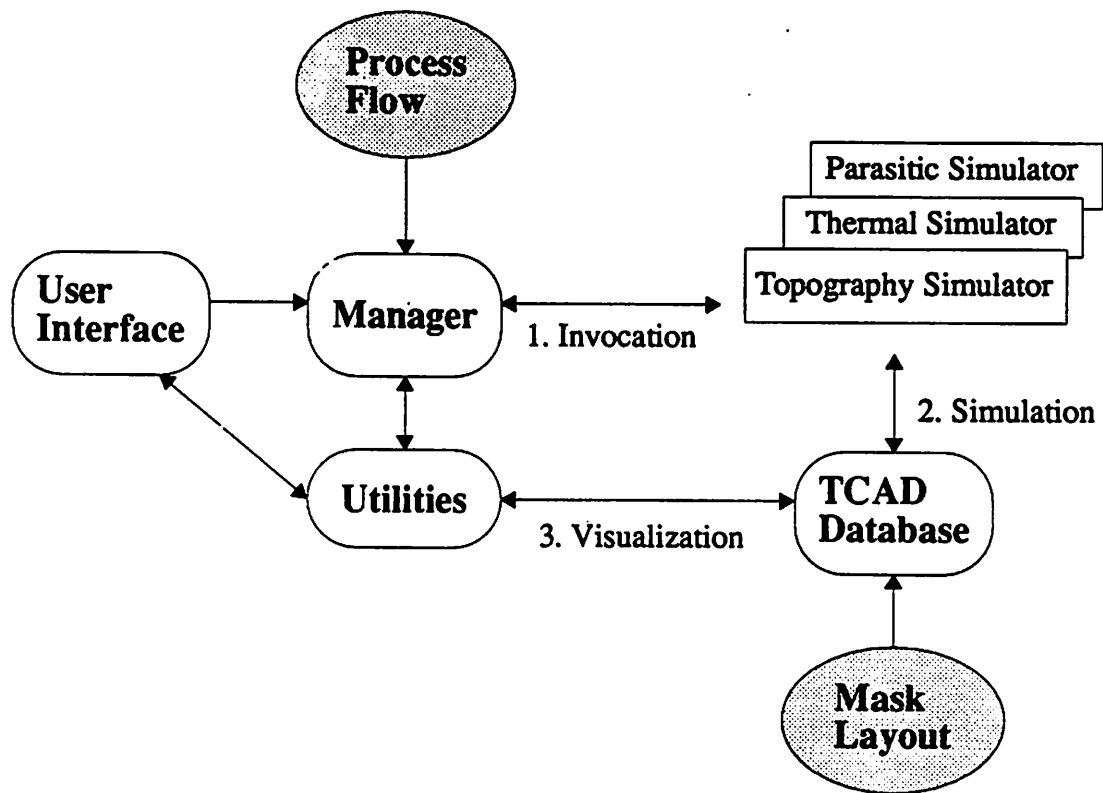 Process
Flow
Parasitic Simulator
Thermal Simulator
Topography Simulator
User
Interface
Manager
1. Invocation
2. Simulation
Utilities
3. Visualization
TCAD
Database
Mask
Layout